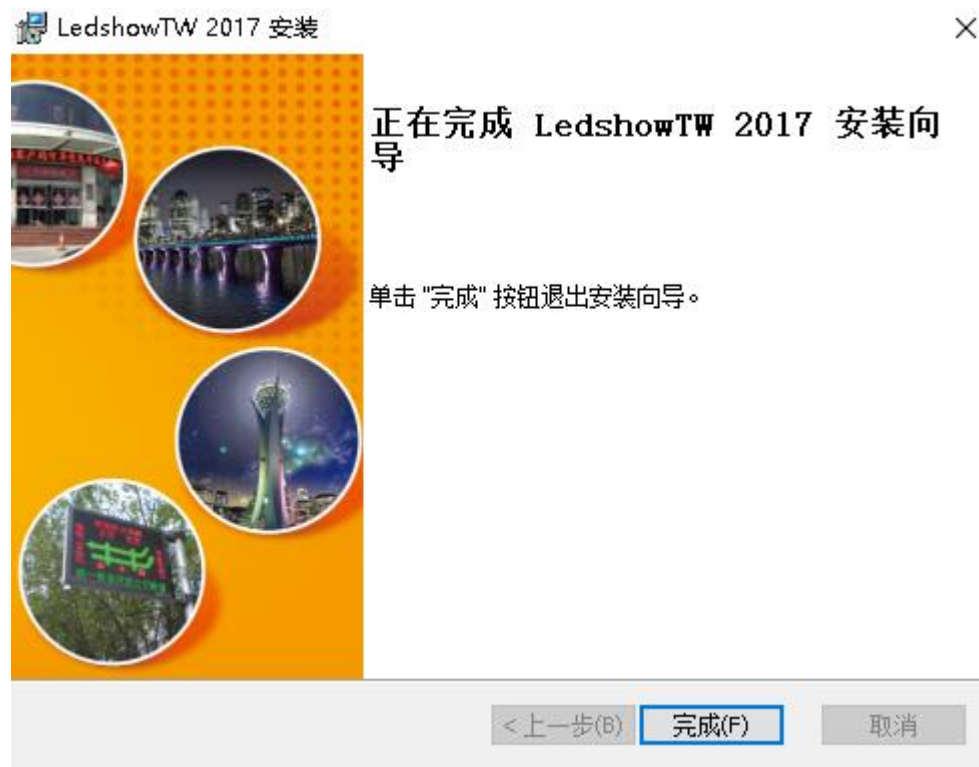 LedshowTW 2017 安装
正在完成 LedshowTW 2017 安装向
导
单击 "完成" 按钮退出安装向导。
< 上一步(B)
完成(F)
取消